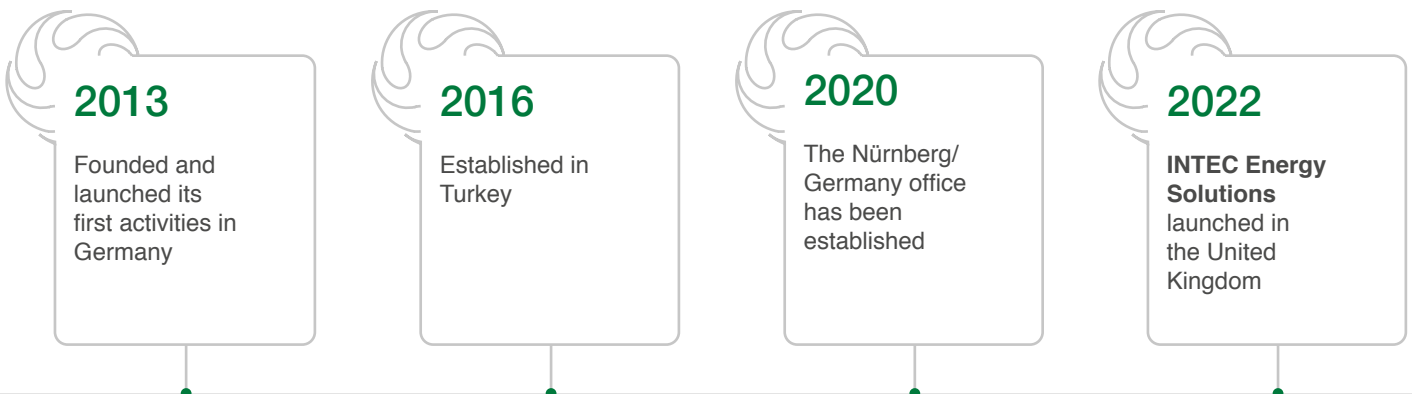 2013
Founded and
launched its
first activities in
Germany
2016
Established in
Turkey
2020
The Nürnberg/
Germany office
has been
established
2022
INTEC Energy
Solutions
launched in
the United
Kingdom